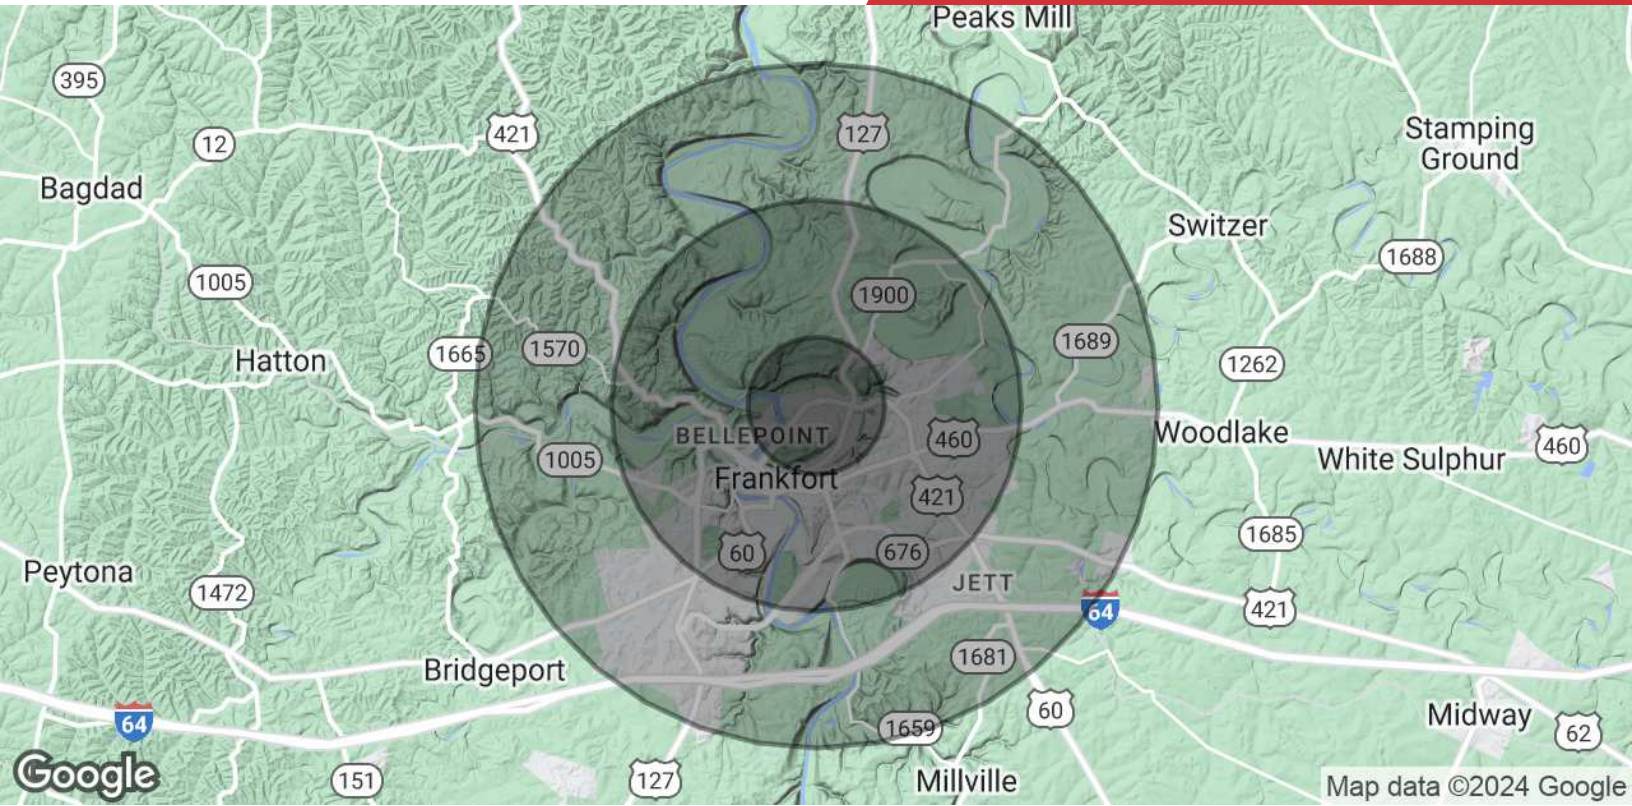 Peaks Mill
395
421
127
12
Stamping
Ground
Bagdad
Switzer
1688
1005
1900
1689
1570
1665
Hatton
1262
BELLEPOINT
460
Woodlake
460
1005
White Sulphur
Frankfort
421
1685
60
676
Peytona
JETT
1472
64
421
1681
Bridgeport
60
Midway
64
1659
62
Google
151
127
Millville
Map data ©2024 Google